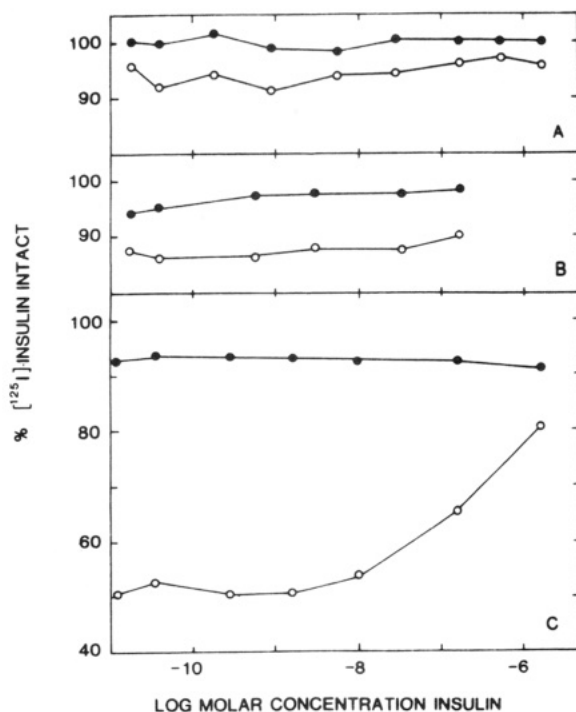 100
90
A
100
90
B
% [¹²⁵I]-INSULIN INTACT
100
80
60
40
C
-10
-8
-6
LOG MOLAR CONCENTRATION INSULIN